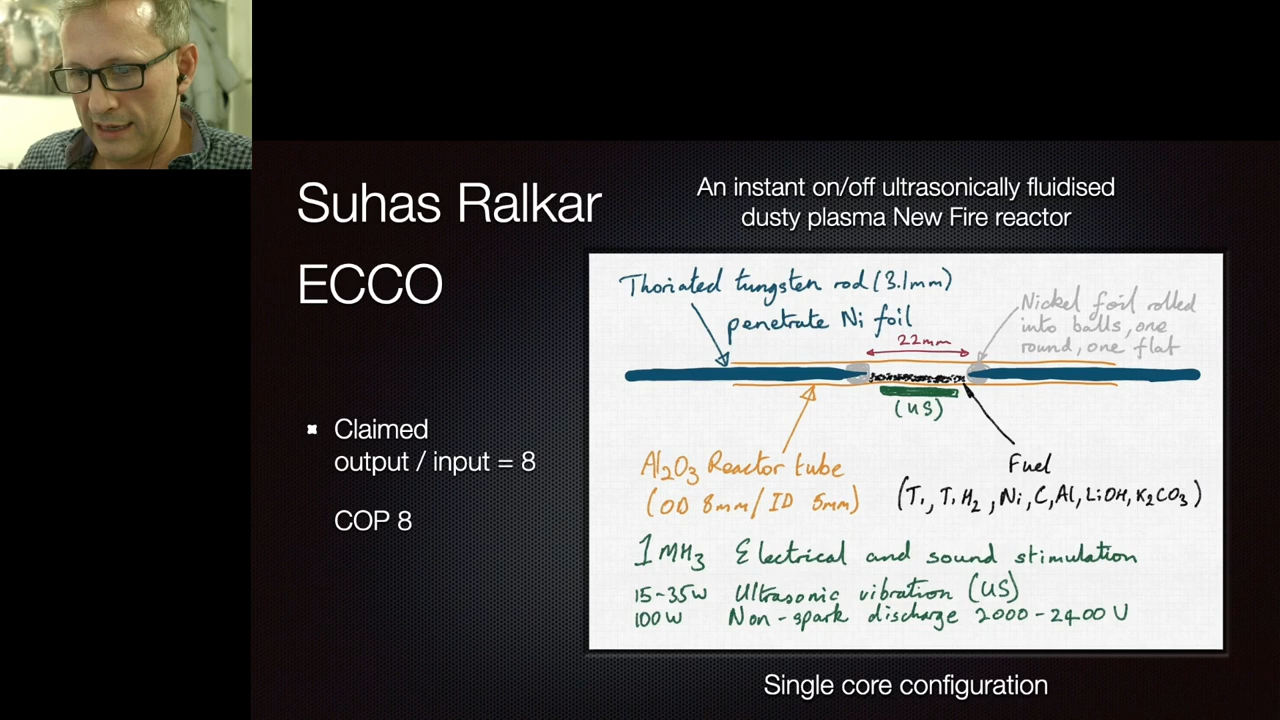 Suhas Ralkar
ECCO
Claimed
output / input = 8
COP 8
An instant on/off ultrasonically fluidised
dusty plasma New Fire reactor
Thoriated tungsten rod (3.1mm)
penetrate Ni foil
Nickel foil rolled
into balls, one
round, one flat
22mm
(US)
Al₂O₃ Reactor tube
(OD 8mm/ID 5mm)
Fuel
(Ti, TiH₂, Ni, C, Al, LiOH, K₂CO₃)
1MHz Electrical and sound stimulation
15-35W Ultrasonic vibration (US)
100W Non-spark discharge 2000-2400V
Single core configuration